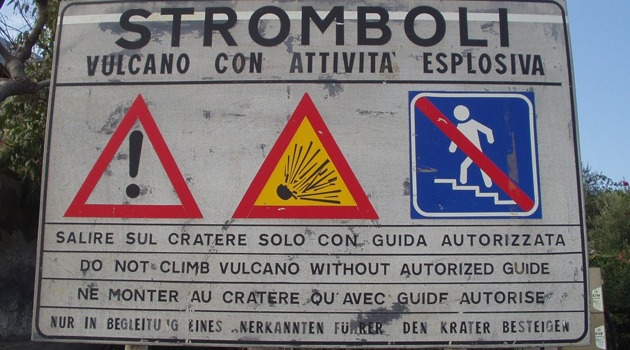 STROMBOLI
VULCANO CON ATTIVITA' ESPLOSIVA
SALIRE SUL CRATERE SOLO CON GUIDA AUTORIZZATA
DO NOT CLIMB VULCANO WITHOUT AUTORIZED GUIDE
NE MONTER AU CRATERE QU'AVEC GUIDE AUTORISE
NUR IN EINES DEN KRATER BESTEIGEN